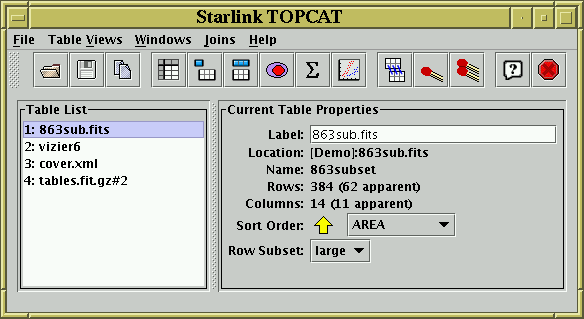 Starlink TOPCAT
File Table Views Windows Joins Help
Σ ?
Table List
1: 863sub.fits
2: vizier6
3: cover.xml
4: tables.fit.gz#2
Current Table Properties
Label: 863sub.fits
Location: [Demo]:863sub.fits
Name: 863subset
Rows: 384 (62 apparent)
Columns: 14 (11 apparent)
Sort Order: AREA
Row Subset: large